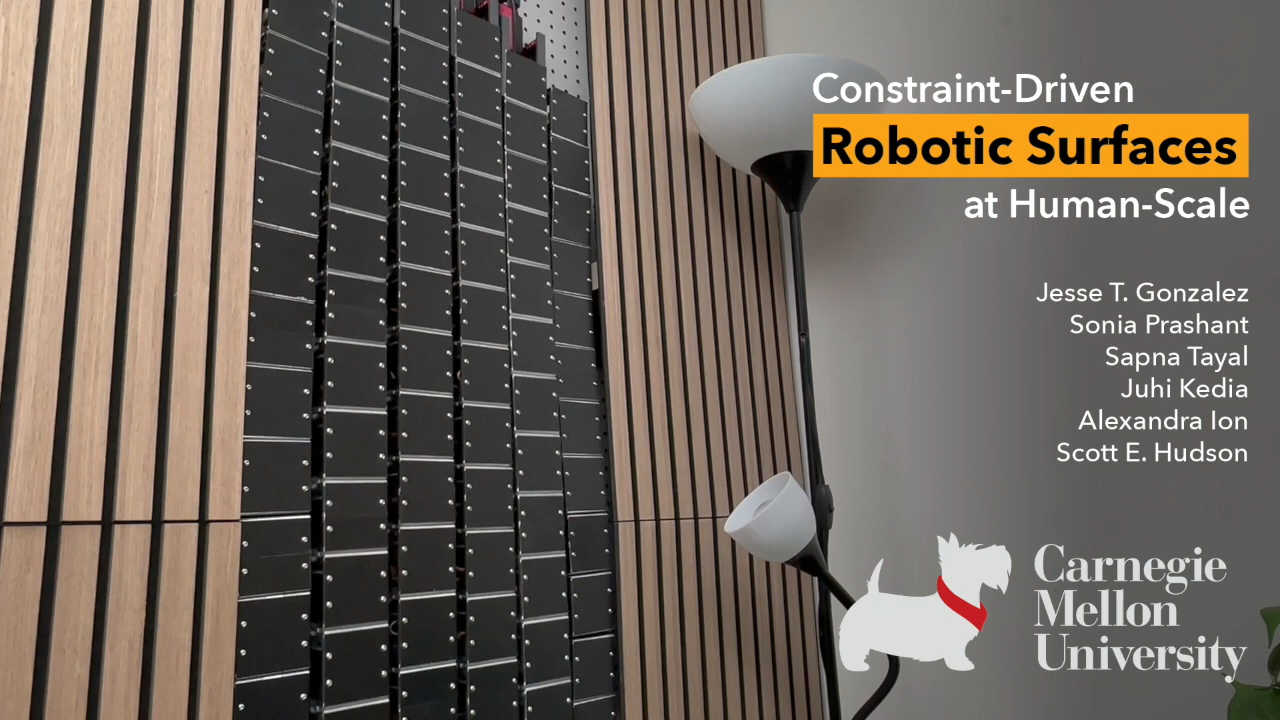 Constraint-Driven
Robotic Surfaces
at Human-Scale
Jesse T. Gonzalez
Sonia Prashant
Sapna Tayal
Juhi Kedia
Alexandra Ion
Scott E. Hudson
Carnegie
Mellon
University